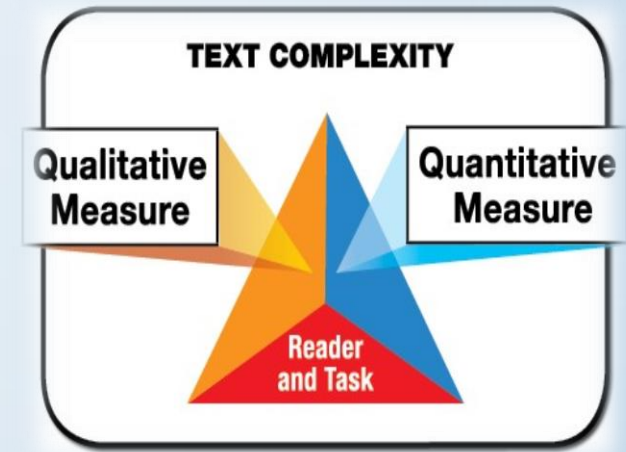 TEXT COMPLEXITY
Qualitative
Measure
Quantitative
Measure
Reader
and Task